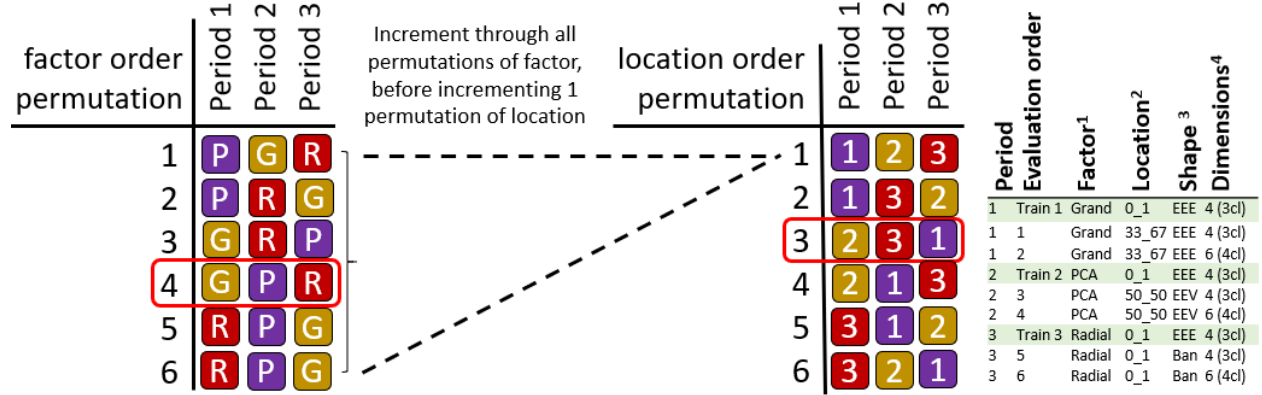 factor order
permutation
Period 1
Period 2
Period 3
1 P G R
2 P R G
3 G R P
4 G P R
5 R P G
6 R P G
Increment through all
permutations of factor,
before incrementing 1
permutation of location
location order
permutation
Period 1
Period 2
Period 3
1 1 2 3
2 1 3 2
3 2 3 1
4 2 1 3
5 3 1 2
6 3 2 1
Period
Evaluation order
Factor1
Location2
Shape 3
Dimensions4
1 Train 1 Grand 0_1 EEE 4 (3cl)
1 1 Grand 33_67 EEE 4 (3cl)
1 2 Grand 33_67 EEE 6 (4cl)
2 Train 2 PCA 0_1 EEE 4 (3cl)
2 3 PCA 50_50 EEV 4 (3cl)
2 4 PCA 50_50 EEV 6 (4cl)
3 Train 3 Radial 0_1 EEE 4 (3cl)
3 5 Radial 0_1 Ban 4 (3cl)
3 6 Radial 0_1 Ban 6 (4cl)